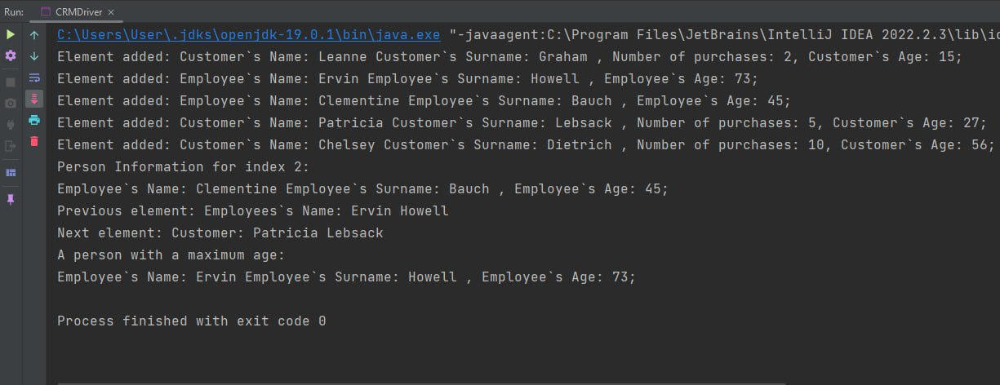 Run: CRMDriver ×
C:\Users\User\.jdks\openjdk-19.0.1\bin\java.exe "-javaagent:C:\Program Files\JetBrains\IntelliJ IDEA 2022.2.3\lib\id
Element added: Customer`s Name: Leanne Customer`s Surname: Graham , Number of purchases: 2, Customer`s Age: 15;
Element added: Employee`s Name: Ervin Employee`s Surname: Howell , Employee`s Age: 73;
Element added: Employee`s Name: Clementine Employee`s Surname: Bauch , Employee`s Age: 45;
Element added: Customer`s Name: Patricia Customer`s Surname: Lebsack , Number of purchases: 5, Customer`s Age: 27;
Element added: Customer`s Name: Chelsey Customer`s Surname: Dietrich , Number of purchases: 10, Customer`s Age: 56;
Person Information for index 2:
Employee`s Name: Clementine Employee`s Surname: Bauch , Employee`s Age: 45;
Previous element: Employees`s Name: Ervin Howell
Next element: Customer: Patricia Lebsack
A person with a maximum age:
Employee`s Name: Ervin Employee`s Surname: Howell , Employee`s Age: 73;
Process finished with exit code 0